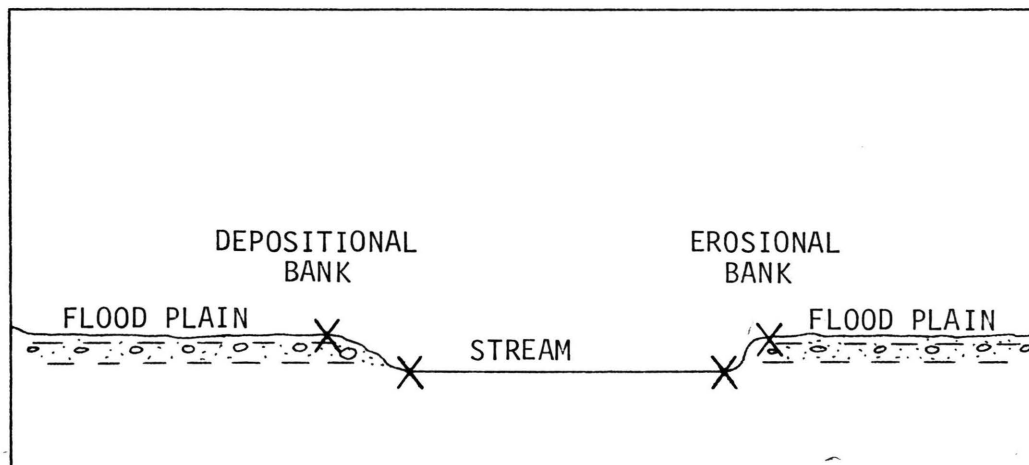 DEPOSITIONAL
BANK
EROSIONAL
BANK
FLOOD PLAIN
STREAM
FLOOD PLAIN